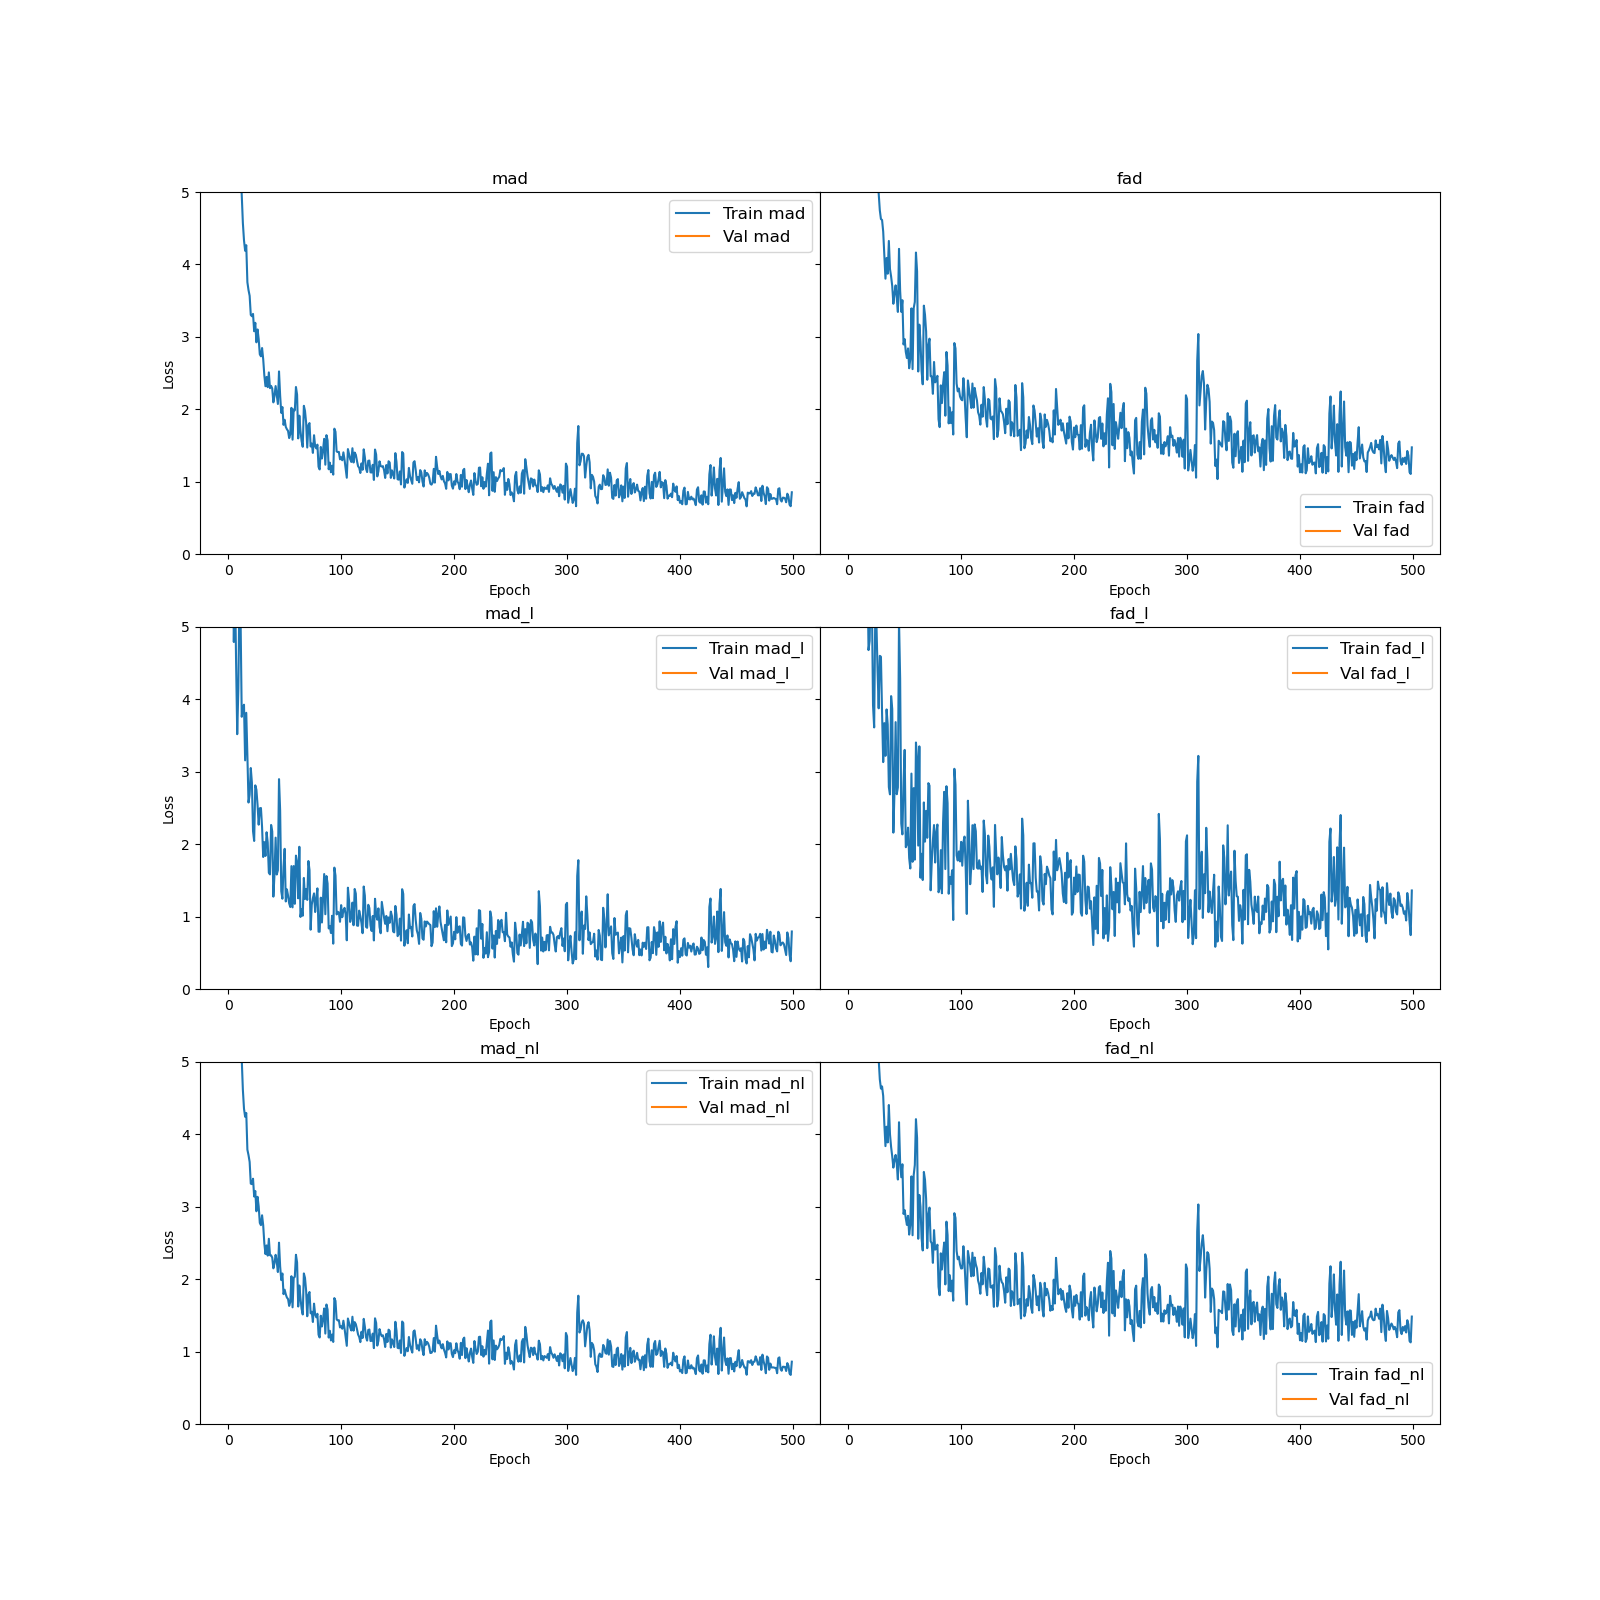 mad
fad
5
4
3
2
1
0
Loss
Train mad
Val mad
Train fad
Val fad
0 100 200 300 400 500
0 100 200 300 400 500
Epoch
Epoch
mad_l
fad_l
5
4
3
2
1
0
Loss
Train mad_l
Val mad_l
Train fad_l
Val fad_l
0 100 200 300 400 500
0 100 200 300 400 500
Epoch
Epoch
mad_nl
fad_nl
5
4
3
2
1
0
Loss
Train mad_nl
Val mad_nl
Train fad_nl
Val fad_nl
0 100 200 300 400 500
0 100 200 300 400 500
Epoch
Epoch